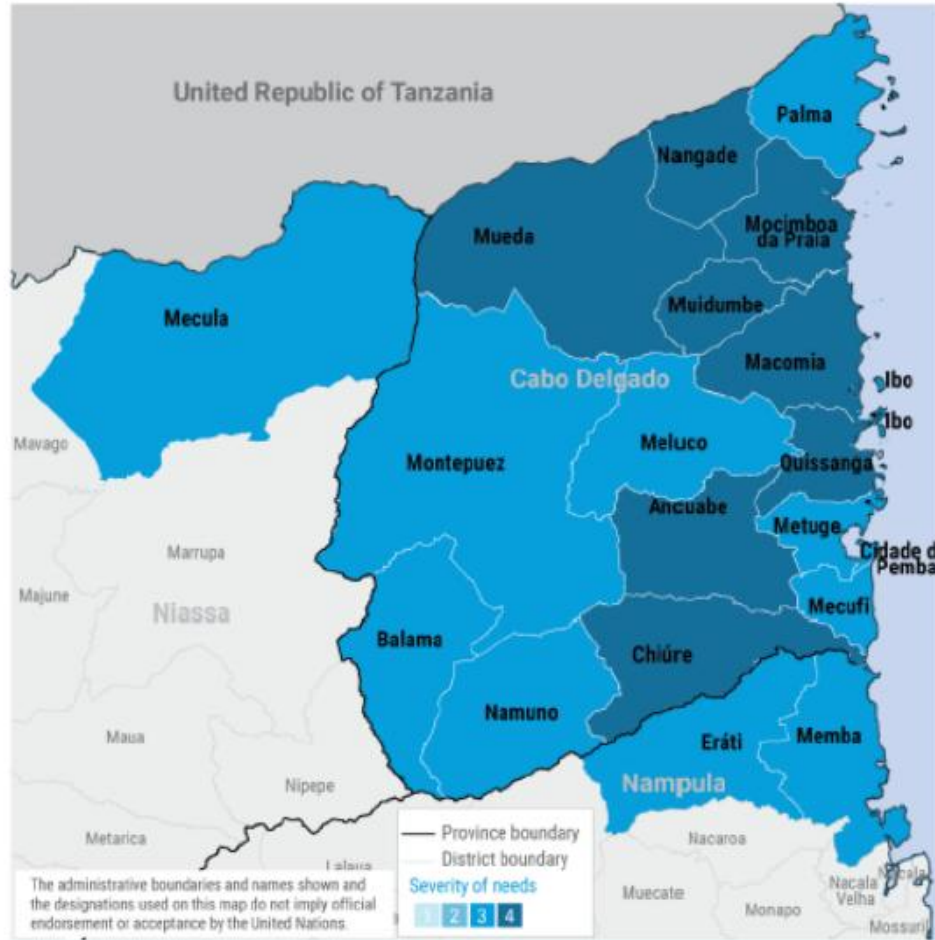 United Republic of Tanzania
Palma
Nangade
Mocimboa
da Praia
Mueda
Muidumbe
Mecula
Macomia
Cabo Delgado
Ibo
Ibo
Mavago
Montepuez
Meluco
Quissanga
Ancuabe
Metuge
Marrupa
Cidade d
Pemba
Majune
Niassa
Mecufi
Balama
Chiúre
Namuno
Maua
Eráti
Memba
Nipepe
Nampula
Metarica
Province boundary
Nacaroa
District boundary
Severity of needs
1 2 3 4
Muecate
Nacala
Velha
Monapo
Mossuril
The administrative boundaries and names shown and
the designations used on this map do not imply official
endorsement or acceptance by the United Nations.